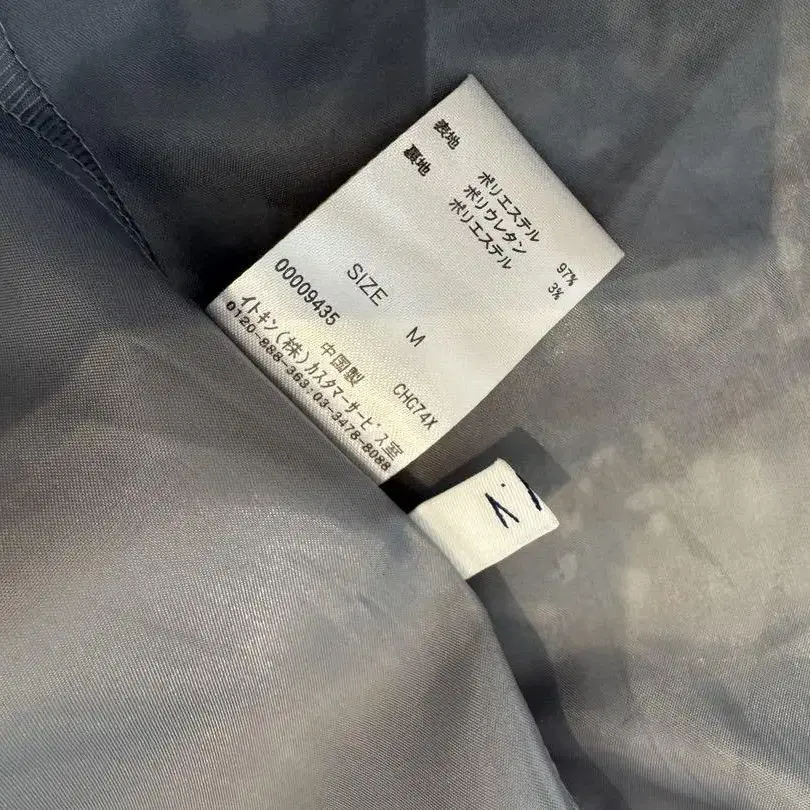 表地 ポリエステル 97%
ポリウレタン 3%
裏地 ポリエステル
SIZE M
00009435
中国製 CHG74X
イトキン(株)カスタマーサービス室
0120-888-363:03-3478-8088